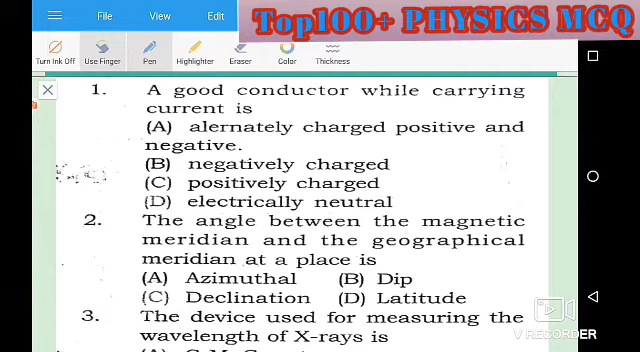 File View Edit
Top100+ PHYSICS MCQ
Turn Ink Off Use Finger Pen Highlighter Eraser Color Thickness
1. A good conductor while carrying
current is
(A) alernately charged positive and
negative.
(B) negatively charged
(C) positively charged
(D) electrically neutral
2. The angle between the magnetic
meridian and the geographical
meridian at a place is
(A) Azimuthal (B) Dip
(C) Declination (D) Latitude
3. The device used for measuring the
wavelength of X-rays is
V RECORDER